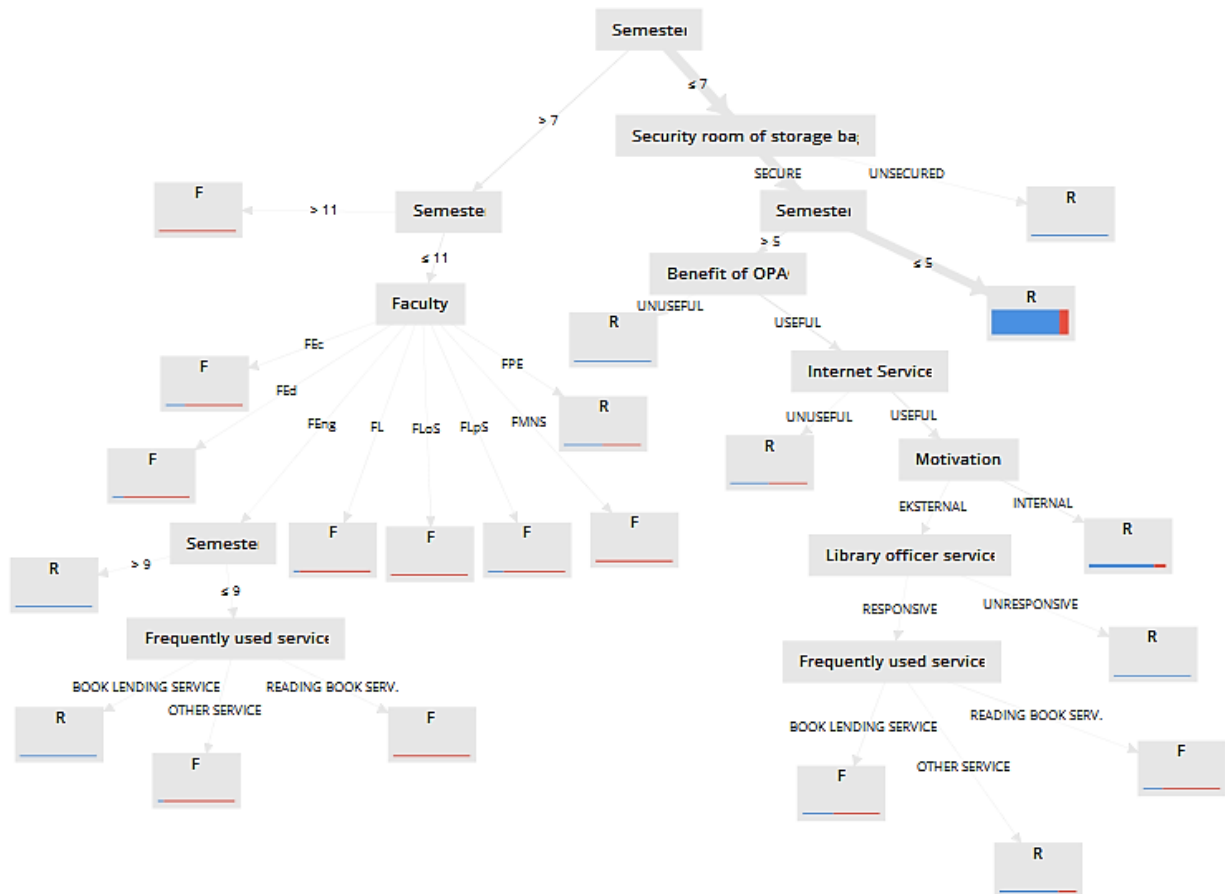 Semester
≤ 7
> 7
Security room of storage ba
SECURE
UNSECURED
F
R
> 11
Semeste
Semester
≤ 11
> 5
≤ 5
Benefit of OPA
R
Faculty
UNUSEFUL
R
USEFUL
FEc
F
FPE
Internet Service
FEd
R
UNUSEFUL
USEFUL
FEng
FL
FLoS
FLpS
FMNS
R
Motivation
F
EKSTERNAL
INTERNAL
F
F
F
F
R
Semeste
Library officer service
> 9
R
≤ 9
RESPONSIVE
UNRESPONSIVE
Frequently used service
R
Frequently used service
BOOK LENDING SERVICE
READING BOOK SERV.
OTHER SERVICE
R
F
BOOK LENDING SERVICE
READING BOOK SERV.
F
F
OTHER SERVICE
F
R